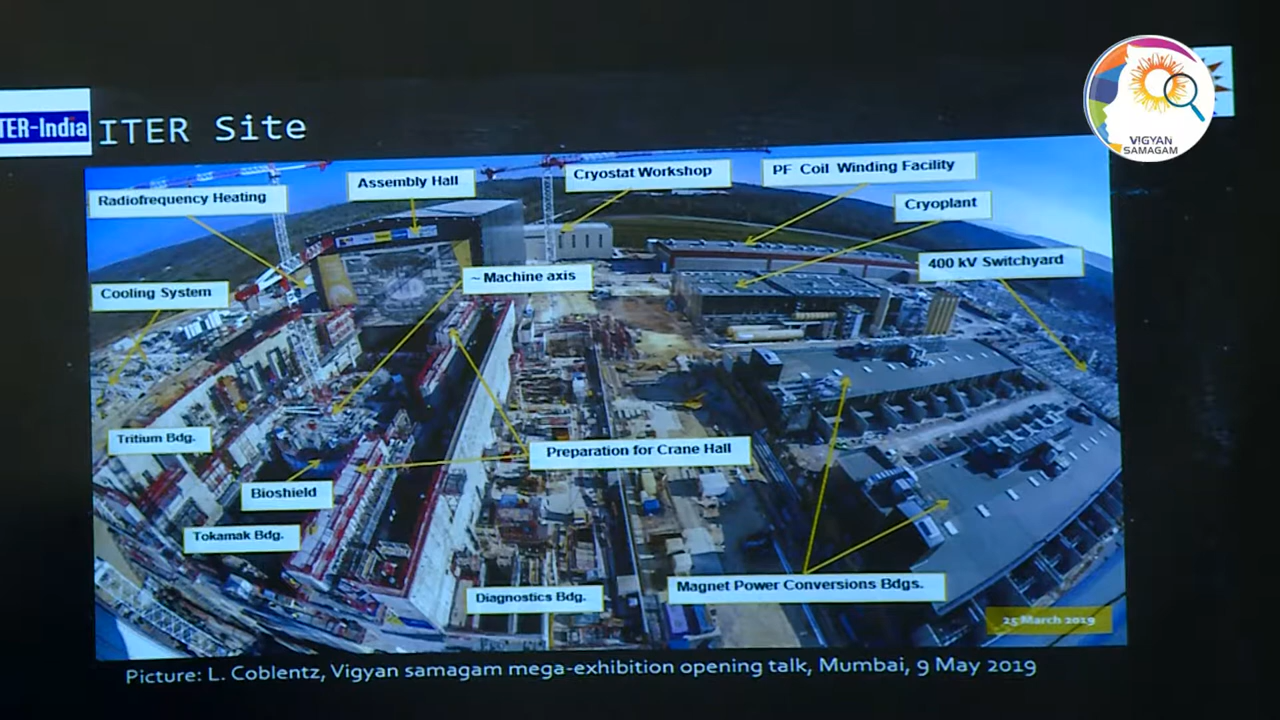 TER-India
ITER Site
VIGYAN
SAMAGAM
Radiofrequency Heating
Assembly Hall
Cryostat Workshop
PF Coil Winding Facility
Cryoplant
Cooling System
~ Machine axis
400 kV Switchyard
Tritium Bdg.
Preparation for Crane Hall
Bioshield
Tokamak Bdg.
Diagnostics Bdg.
Magnet Power Conversions Bdgs.
25 March 2019
Picture: L. Coblentz, Vigyan samagam mega-exhibition opening talk, Mumbai, 9 May 2019